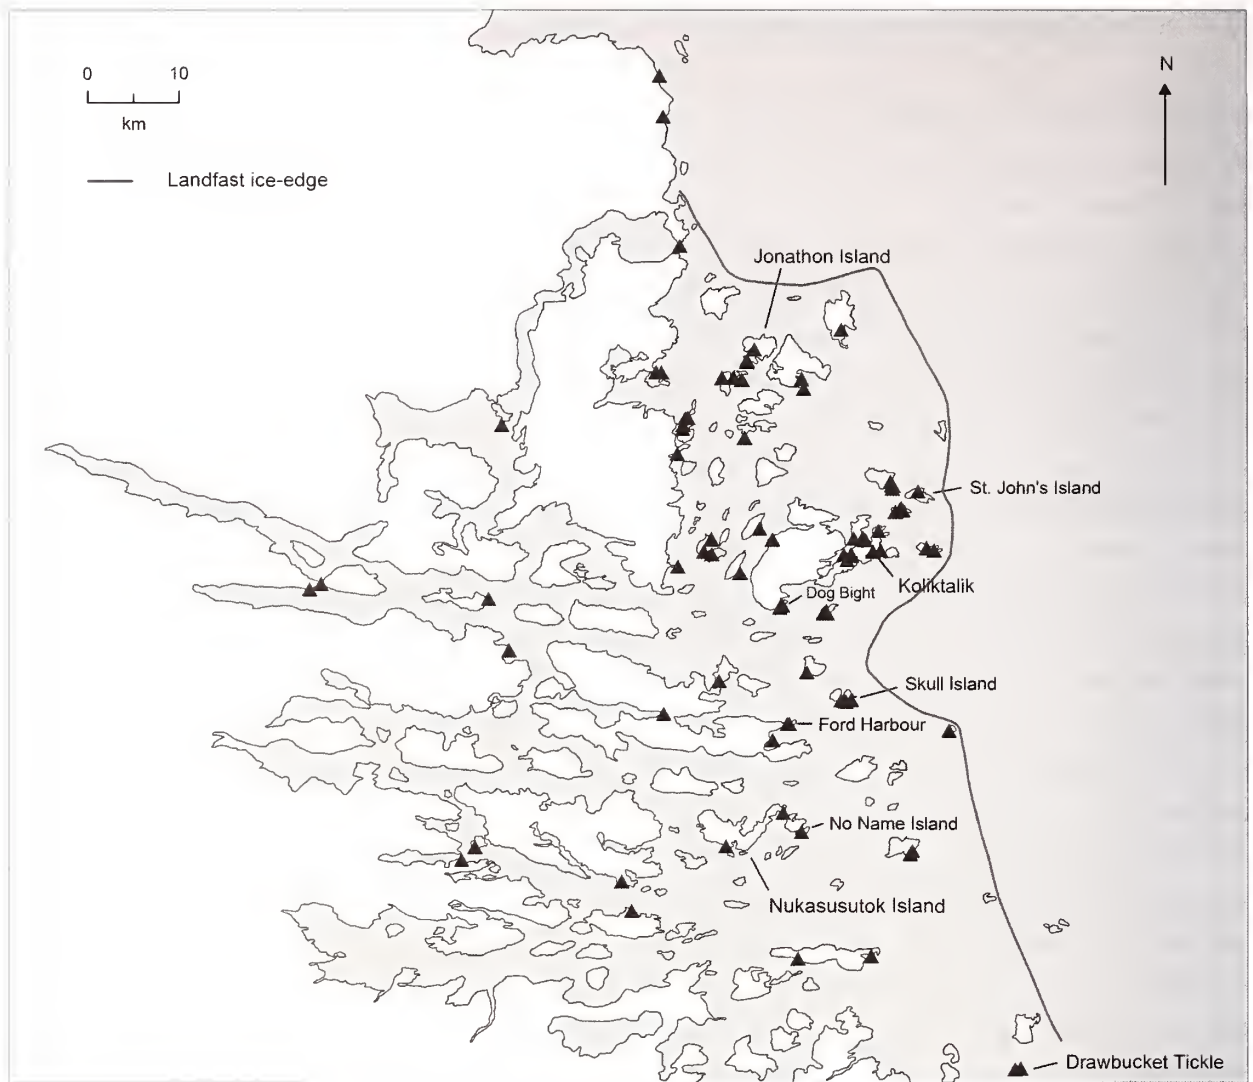 0 10
km
Landfast ice-edge
N
Jonathon Island
St. John's Island
Koliktalik
Dog Bight
Skull Island
Ford Harbour
No Name Island
Nukasusutok Island
Drawbucket Tickle